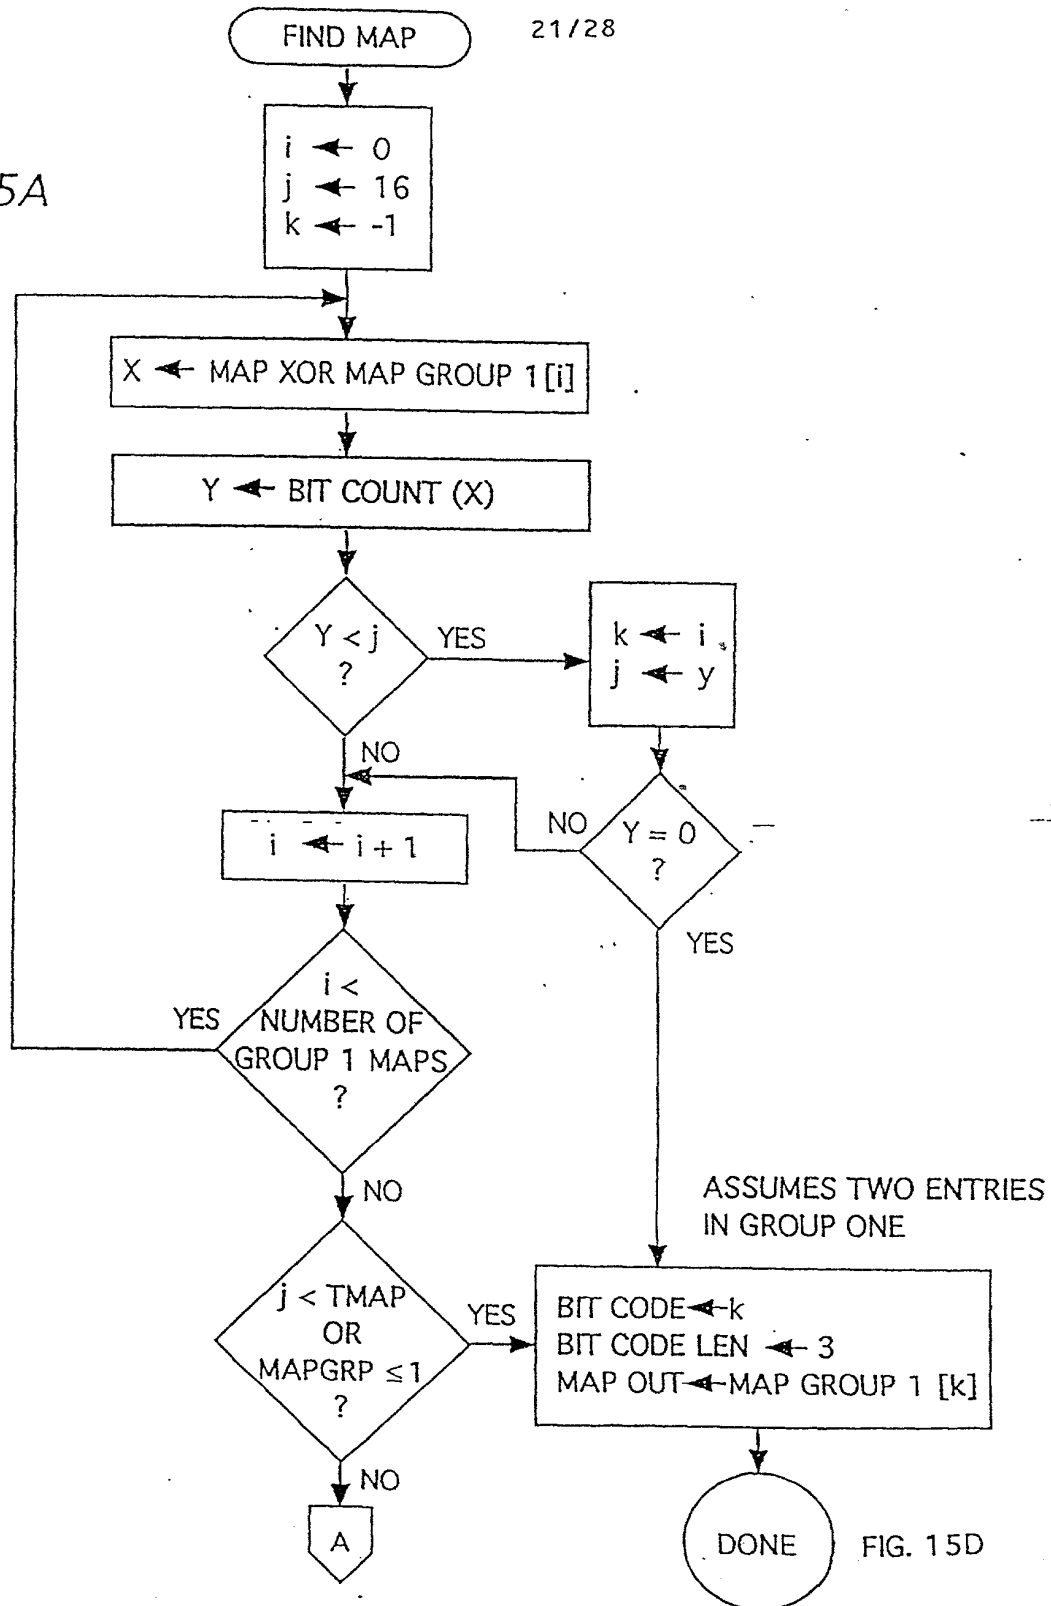 FIND MAP
21/28
5A
i ← 0
j ← 16
k ← -1
X ← MAP XOR MAP GROUP 1[i]
Y ← BIT COUNT (X)
Y < j
?
YES
k ← i
j ← y
NO
i ← i + 1
NO
Y = 0
?
YES
i <
NUMBER OF
GROUP 1 MAPS
?
YES
NO
ASSUMES TWO ENTRIES
IN GROUP ONE
j < TMAP
OR
MAPGRP ≤1
?
YES
BIT CODE←k
BIT CODE LEN ← 3
MAP OUT←MAP GROUP 1 [k]
NO
A
DONE
FIG. 15D